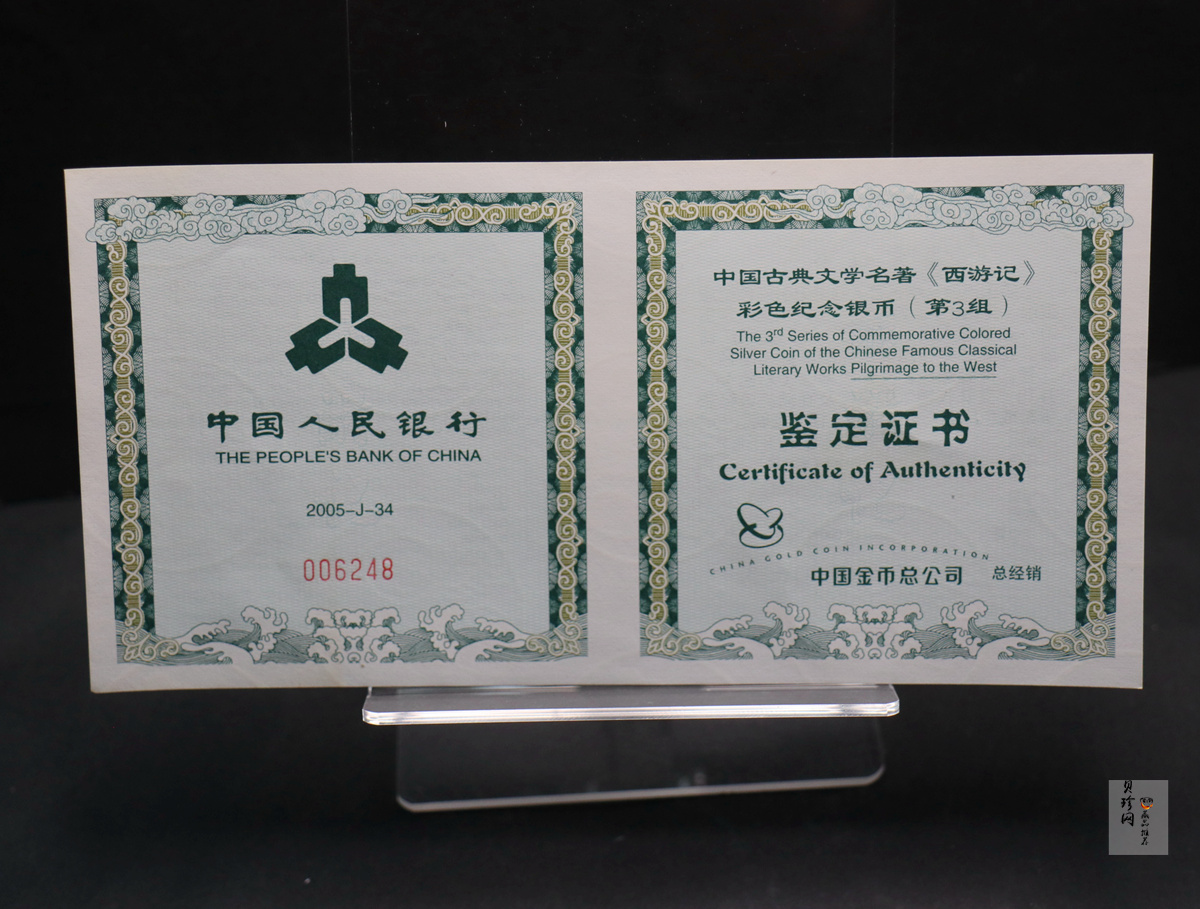 中国人民银行
THE PEOPLE'S BANK OF CHINA
2005-J-34
006248
中国古典文学名著《西游记》
彩色纪念银币（第3组）
The 3rd Series of Commemorative Colored
Silver Coin of the Chinese Famous Classical
Literary Works Pilgrimage to the West
鉴定证书
Certificate of Authenticity
CHINA GOLD COIN INCORPORATION
中国金币总公司 总经销
贝珍网